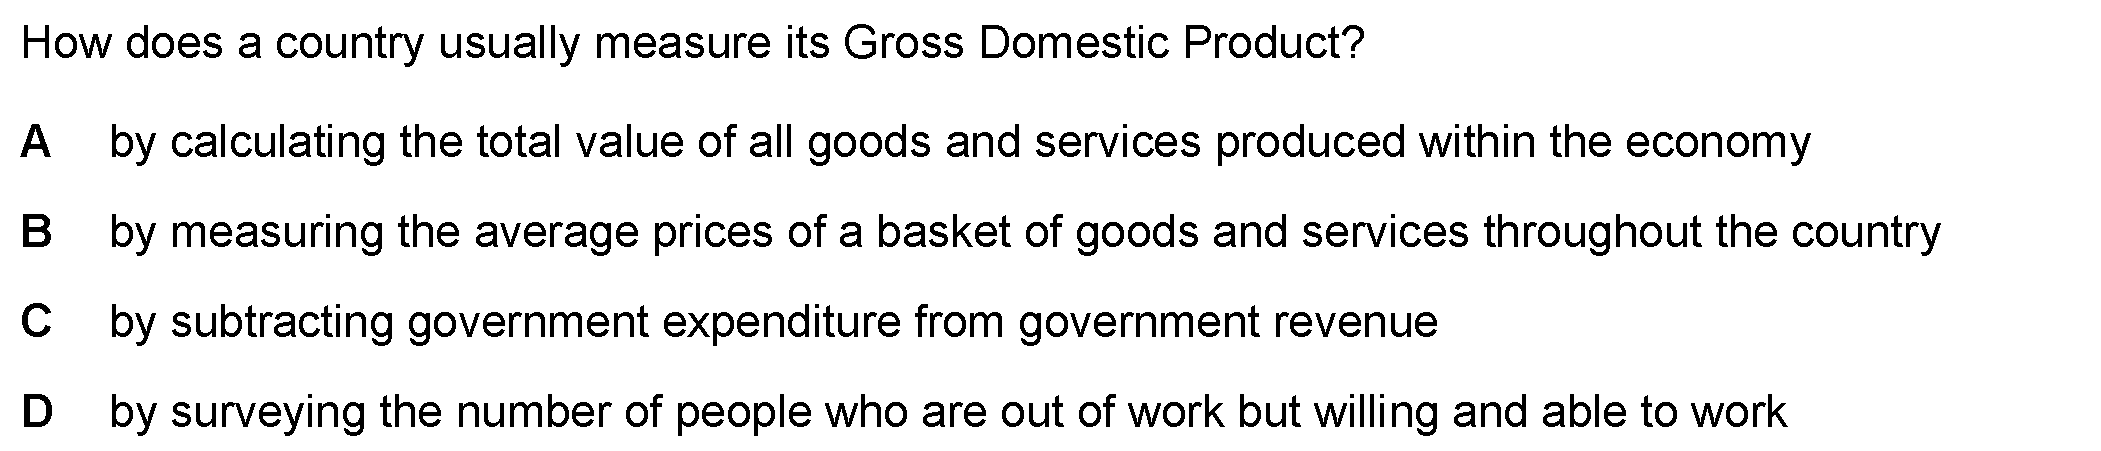 How does a country usually measure its Gross Domestic Product?
A by calculating the total value of all goods and services produced within the economy
B by measuring the average prices of a basket of goods and services throughout the country
C by subtracting government expenditure from government revenue
D by surveying the number of people who are out of work but willing and able to work